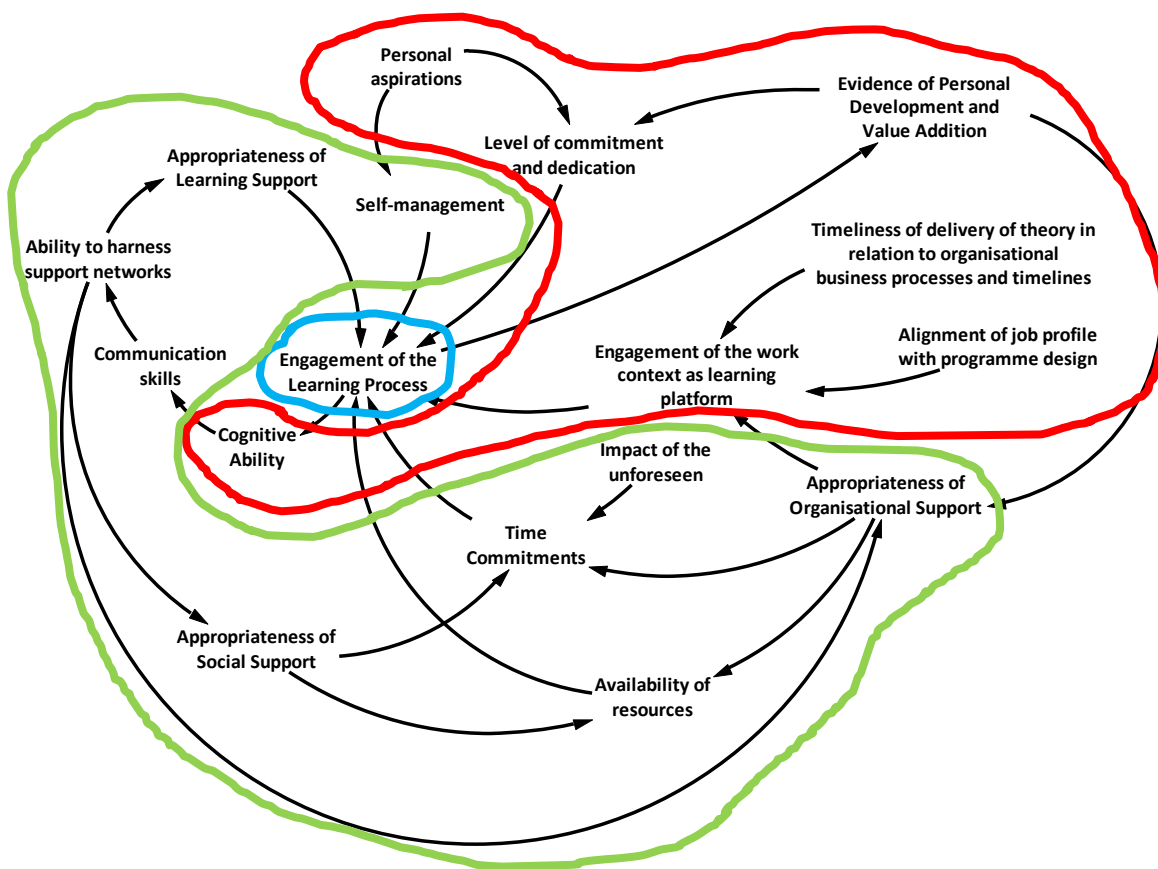 Personal
aspirations
Evidence of Personal
Development and
Value Addition
Level of commitment
and dedication
Appropriateness of
Learning Support
Self-management
Ability to harness
support networks
Timeliness of delivery of theory in
relation to organisational
business processes and timelines
Communication
skills
Engagement of the
Learning Process
Engagement of the work
context as learning
platform
Alignment of job profile
with programme design
Cognitive
Ability
Impact of the
unforeseen
Appropriateness of
Organisational Support
Time
Commitments
Appropriateness of
Social Support
Availability of
resources